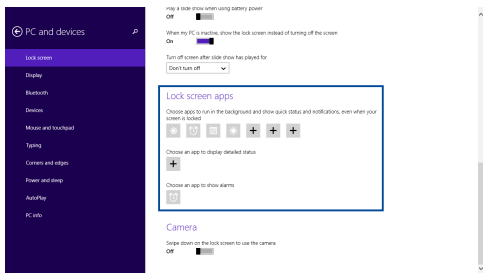 PC and devices
Lock screen
Display
Bluetooth
Devices
Mouse and touchpad
Typing
Corners and edges
Power and sleep
AutoPlay
PC info
Play a slide show when using battery power
Off
When my PC is inactive, show the lock screen instead of turning off the screen
On
Turn off screen after slide show has played for
Don't turn off
Lock screen apps
Choose apps to run in the background and show quick status and notifications, even when your
screen is locked
Choose an app to display detailed status
Choose an app to show alarms
Camera
Swipe down on the lock screen to use the camera
Off